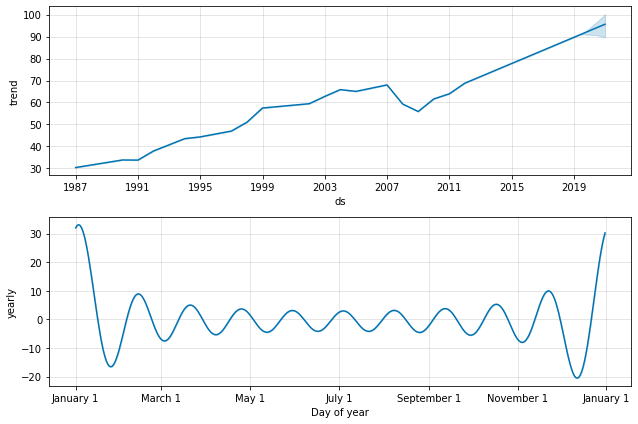 100
90
80
70
60
50
40
30
trend
1987 1991 1995 1999 2003 2007 2011 2015 2019
ds
30
20
10
0
−10
−20
yearly
January 1 March 1 May 1 July 1 September 1 November 1 January 1
Day of year